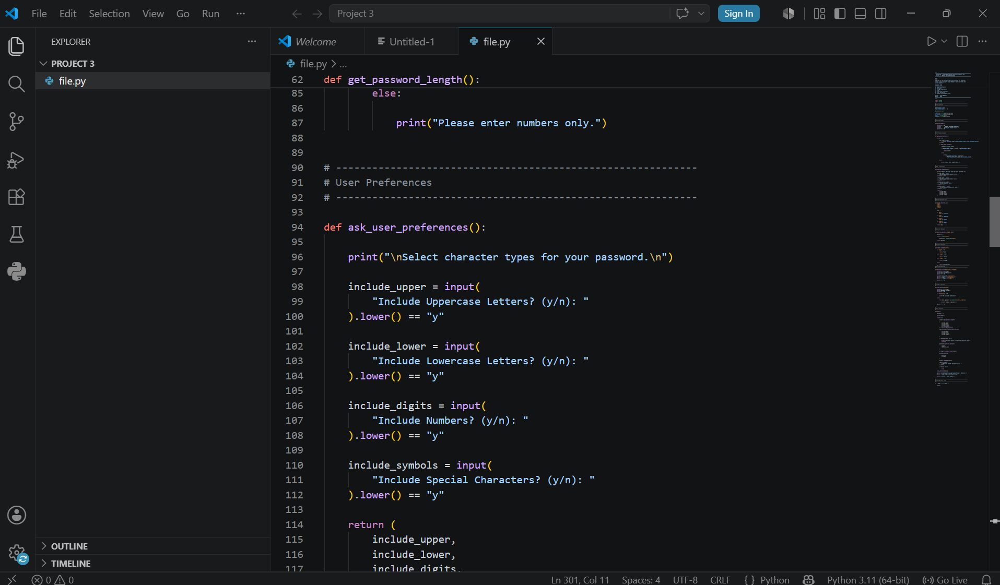 File Edit Selection View Go Run ··· Project 3 Sign In
EXPLORER ···
PROJECT 3
file.py
OUTLINE
TIMELINE
Welcome Untitled-1 file.py
file.py > ...
62 def get_password_length():
85 else:
86
87 print("Please enter numbers only.")
88
89
90 # ------------------------------------------------------------
91 # User Preferences
92 # ------------------------------------------------------------
93
94 def ask_user_preferences():
95
96 print("\nSelect character types for your password.\n")
97
98 include_upper = input(
99 "Include Uppercase Letters? (y/n): "
100 ).lower() == "y"
101
102 include_lower = input(
103 "Include Lowercase Letters? (y/n): "
104 ).lower() == "y"
105
106 include_digits = input(
107 "Include Numbers? (y/n): "
108 ).lower() == "y"
109
110 include_symbols = input(
111 "Include Special Characters? (y/n): "
112 ).lower() == "y"
113
114 return (
115 include_upper,
116 include_lower,
117 include_digits,
0 0 Ln 301, Col 11 Spaces: 4 UTF-8 CRLF { } Python Python 3.11 (64-bit) Go Live